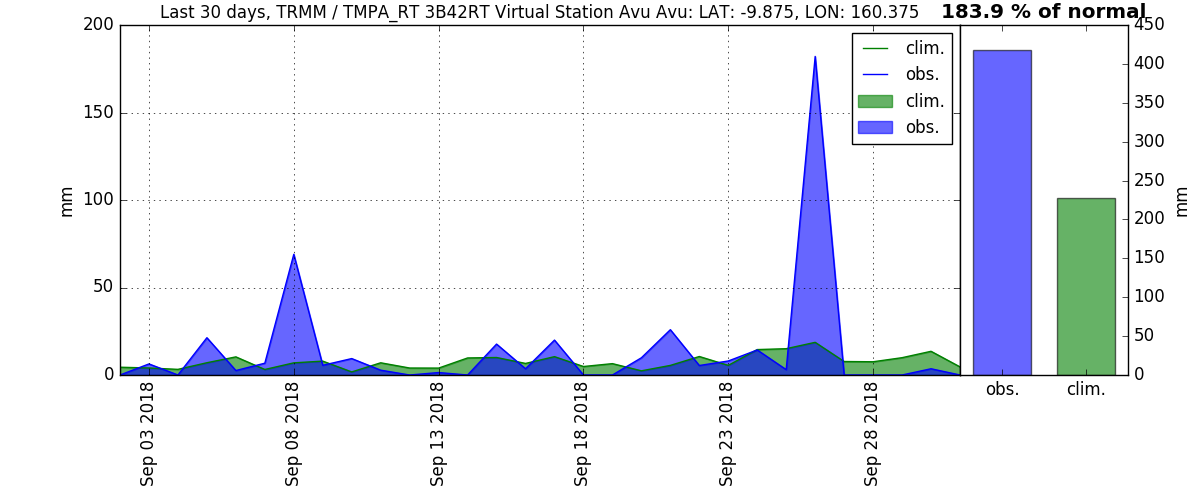 Last 30 days, TRMM / TMPA_RT 3B42RT Virtual Station Avu Avu: LAT: -9.875, LON: 160.375
183.9 % of normal
200
150
100
50
0
mm
clim.
obs.
clim.
obs.
Sep 03 2018
Sep 08 2018
Sep 13 2018
Sep 18 2018
Sep 23 2018
Sep 28 2018
450
400
350
300
250
200
150
100
50
0
mm
obs.
clim.